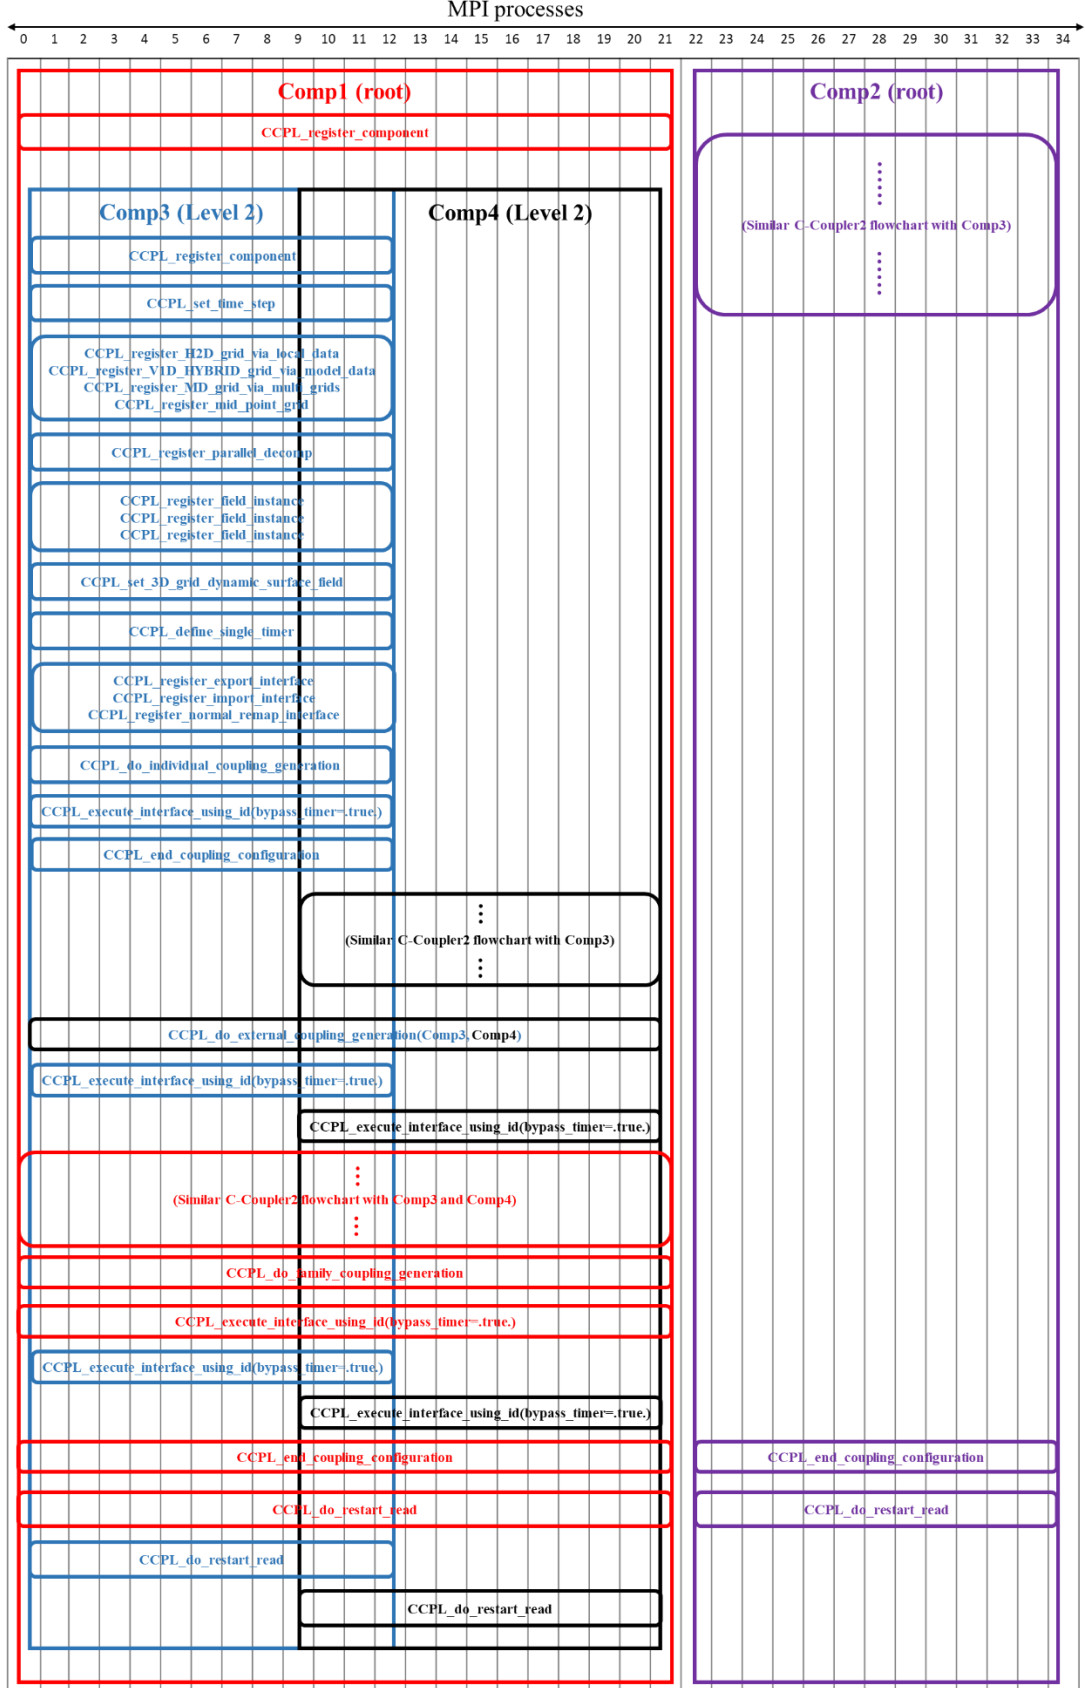 MPI processes
0 1 2 3 4 5 6 7 8 9 10 11 12 13 14 15 16 17 18 19 20 21 22 23 24 25 26 27 28 29 30 31 32 33 34
Comp1 (root)
Comp2 (root)
CCPL_register_component
(Similar C-Coupler2 flowchart with Comp3)
Comp3 (Level 2)
Comp4 (Level 2)
CCPL_register_component
CCPL_set_time_step
CCPL_register_H2D_grid_via_local_data
CCPL_register_V1D_HYBRID_grid_via_model_data
CCPL_register_MD_grid_via_multi_grids
CCPL_register_mid_point_grid
CCPL_register_parallel_decomp
CCPL_register_field_instance
CCPL_register_field_instance
CCPL_register_field_instance
CCPL_set_3D_grid_dynamic_surface_field
CCPL_define_single_timer
CCPL_register_export_interface
CCPL_register_import_interface
CCPL_register_normal_remap_interface
CCPL_do_individual_coupling_generation
CCPL_execute_interface_using_id(bypass_timer=.true.)
CCPL_end_coupling_configuration
(Similar C-Coupler2 flowchart with Comp3)
CCPL_do_external_coupling_generation(Comp3, Comp4)
CCPL_execute_interface_using_id(bypass_timer=.true.)
CCPL_execute_interface_using_id(bypass_timer=.true.)
(Similar C-Coupler2 flowchart with Comp3 and Comp4)
CCPL_do_family_coupling_generation
CCPL_execute_interface_using_id(bypass_timer=.true.)
CCPL_execute_interface_using_id(bypass_timer=.true.)
CCPL_execute_interface_using_id(bypass_timer=.true.)
CCPL_end_coupling_configuration
CCPL_end_coupling_configuration
CCPL_do_restart_read
CCPL_do_restart_read
CCPL_do_restart_read
CCPL_do_restart_read